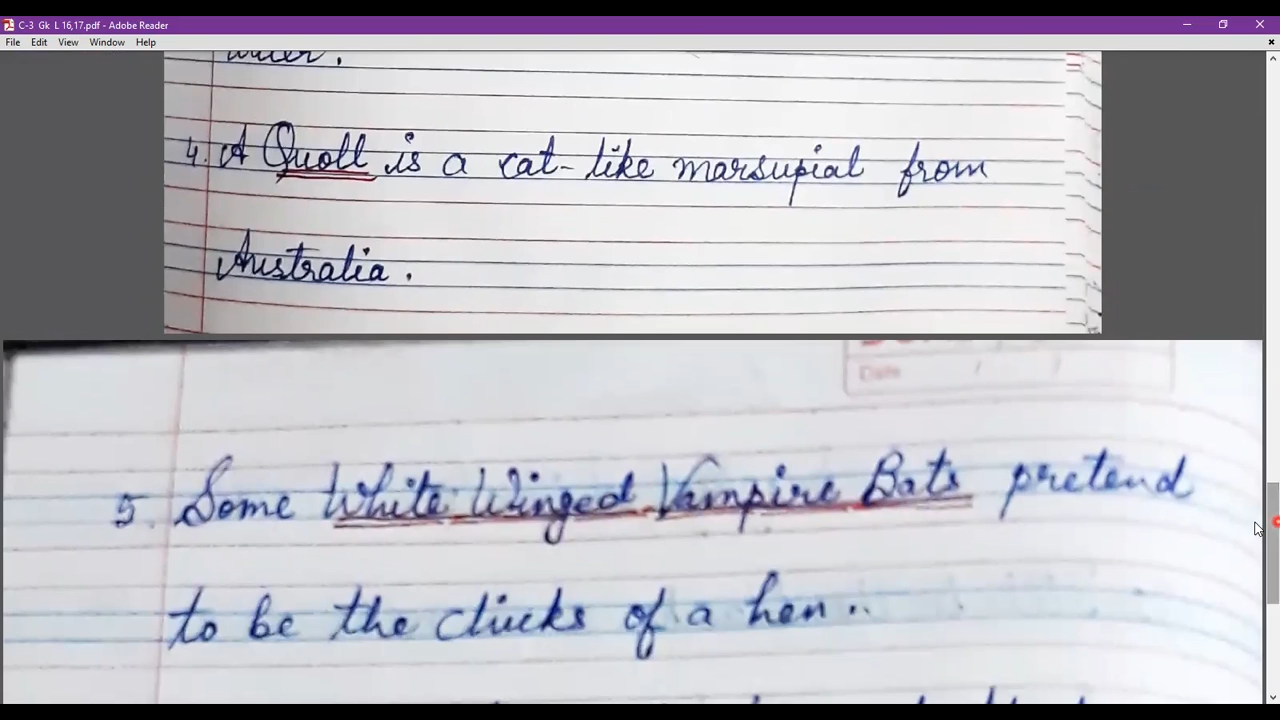 C-3 Gk L 16,17.pdf - Adobe Reader
File Edit View Window Help
4. A Quoll is a cat-like marsupial from
Australia.
Date / /
5. Some White Winged Vampire Bats pretend
to be the chicks of a hen..